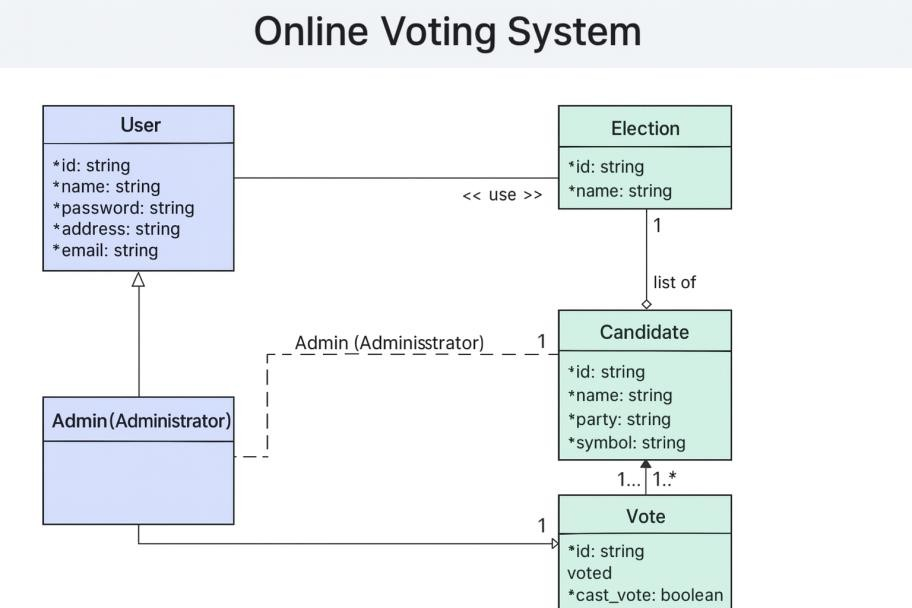 Online Voting System
User
*id: string
*name: string
*password: string
*address: string
*email: string
<< use >>
Election
*id: string
*name: string
1
list of
Admin (Adminisstrator)
1
Candidate
*id: string
*name: string
*party: string
*symbol: string
Admin (Administrator)
1... 1..*
1
Vote
*id: string
voted
*cast_vote: boolean